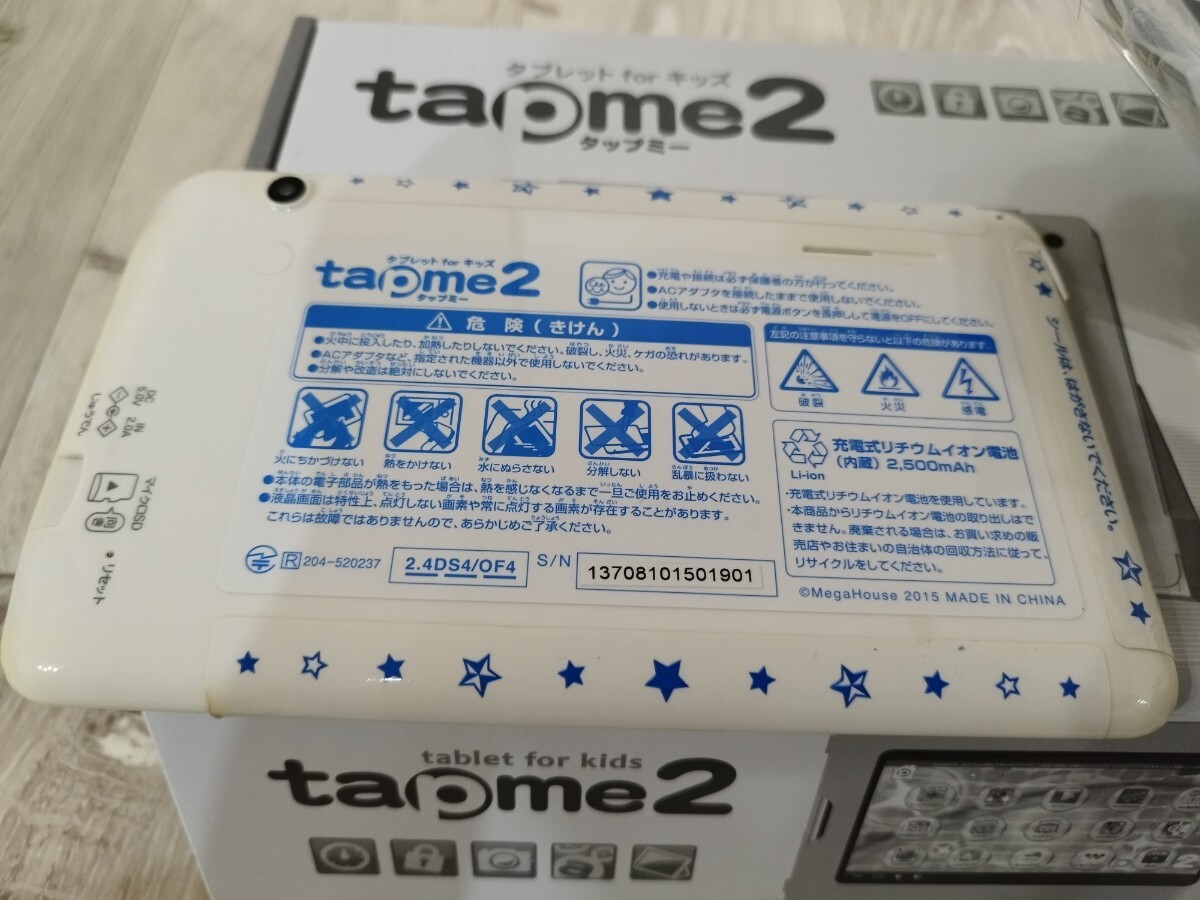 タブレット for キッズ
tapme2
タップミー
タブレット for キッズ
tapme2
タップミー
●充電や接続は必ず保護者の方が行ってください。
●ACアダプタを接続したままで使用しないでください。
●使用しないときは必ず電源ボタンを長押しして電源をOFFにしてください。
危険(きけん)
●火中に投入したり、加熱したりしないでください。破裂し、火災、ケガの恐れがあります。
●ACアダプタなど、指定された機器以外で使用しないでください。
●分解や改造は絶対にしないでください。
左記の注意事項を守らないと以下の危険があります。
破裂
火災
感電
火にちかづけない
熱をかけない
水にぬらさない
分解しない
乱暴に扱わない
●本体の電子部品が熱をもった場合は、熱を感じなくなるまで一旦ご使用をお止めください。
●液晶画面は特性上、点灯しない画素や常に点灯する画素が存在することがあります。
これらは故障ではありませんので、あらかじめご了承ください。
Li-ion
充電式リチウムイオン電池
(内蔵) 2,500mAh
・充電式リチウムイオン電池を使用しています。
・本商品からリチウムイオン電池の取り出しはで
きません。廃棄される場合は、お買い求めの販
売店やお住まいの自治体の回収方法に従って、
リサイクルをしてください。
R 204-520237
2.4DS4/OF4
S/N
13708101501901
©MegaHouse 2015 MADE IN CHINA
シールは、はがさないでください。
DC IN
5.0V 2.0A
じゅうでん
マイクロSD
向き
リセット
tablet for kids
tapme2